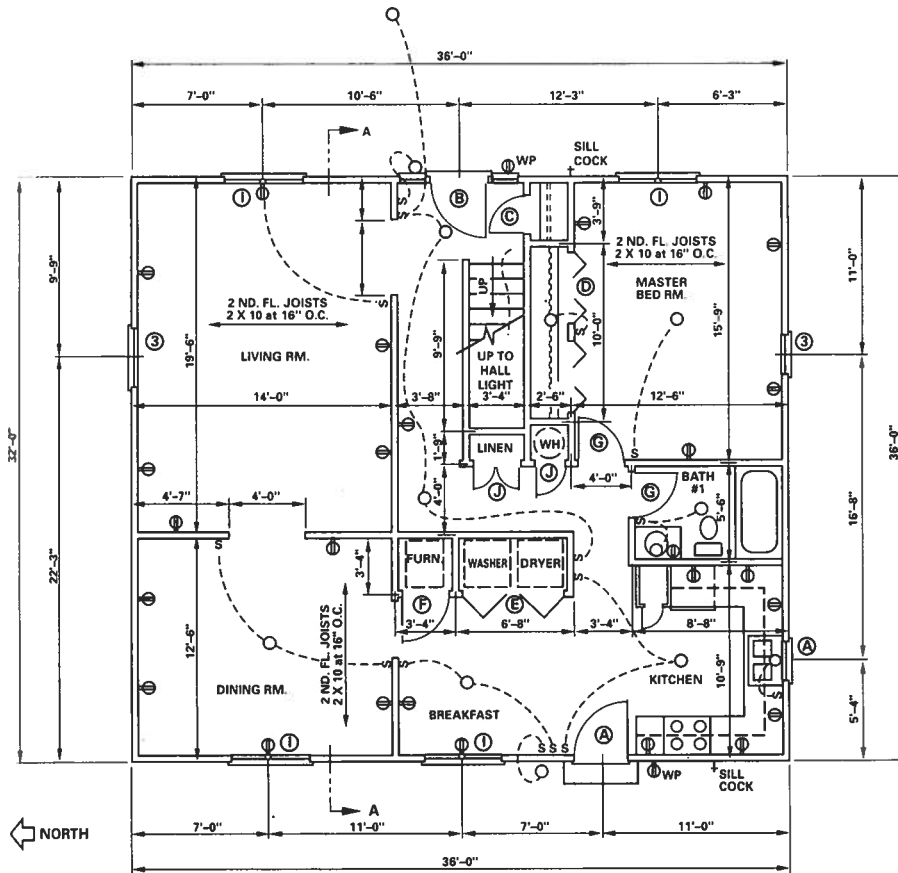 36'-0"
7'-0" 10'-6" 12'-3" 6'-3"
A
WP
SILL
COCK
1
B
C
1
S
S
3'-9"
9'-9"
11'-0"
2 ND. FL. JOISTS
2 X 10 at 16" O.C.
D
MASTER
BED RM.
UP
2 ND. FL. JOISTS
2 X 10 at 16" O.C.
S
S
10'-0"
15'-9"
3
3
19'-6"
LIVING RM.
9'-9"
UP TO
HALL
LIGHT
14'-0" 3'-8" 3'-4" 2'-6" 12'-6"
1'-9"
LINEN
WH
G
S
32'-0"
36'-0"
4'-0"
J
J
4'-0"
G
BATH
#1
5'-6"
S
16'-8"
4'-7" 4'-0"
S
22'-3"
3'-4"
FURN.
WASHER
DRYER
S
S
F
E
12'-6"
2 ND. FL. JOISTS
2 X 10 at 16" O.C.
3'-4" 6'-8" 3'-4" 8'-8"
10'-9"
A
S
S
S
KITCHEN
DINING RM.
BREAKFAST
5'-4"
1
1
S S S
A
WP
SILL
COCK
A
NORTH
7'-0" 11'-0" 7'-0" 11'-0"
36'-0"